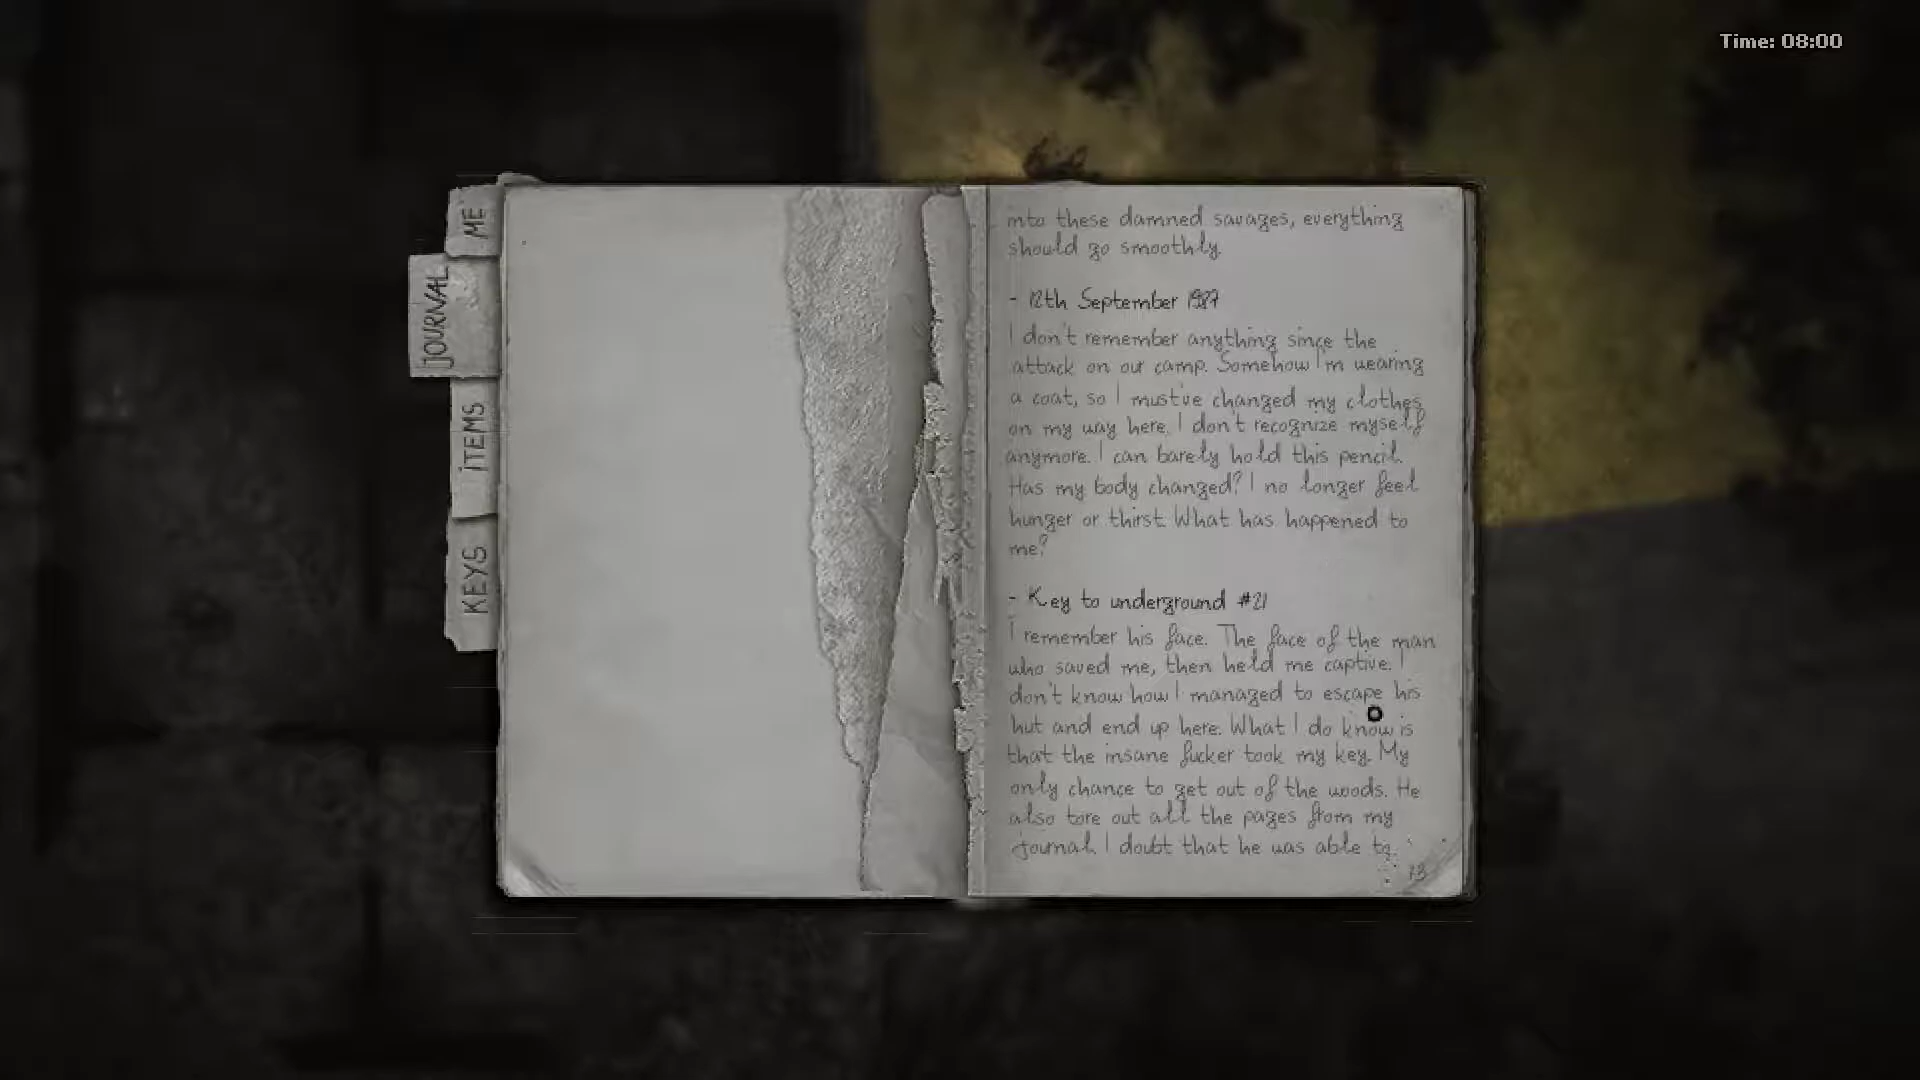 Time: 08:00
ME
JOURNAL
ITEMS
KEYS
into these damned savages, everything
should go smoothly.
- 12th September 1987
I don't remember anything since the
attack on our camp. Somehow I'm wearing
a coat, so I must've changed my clothes
on my way here. I don't recognize myself
anymore. I can barely hold this pencil.
Has my body changed? I no longer feel
hunger or thirst. What has happened to
me?
- Key to underground #21
I remember his face. The face of the man
who saved me, then held me captive. I
don't know how I managed to escape his
hut and end up here. What I do know is
that the insane fucker took my key. My
only chance to get out of the woods. He
also tore out all the pages from my
journal. I doubt that he was able to
13